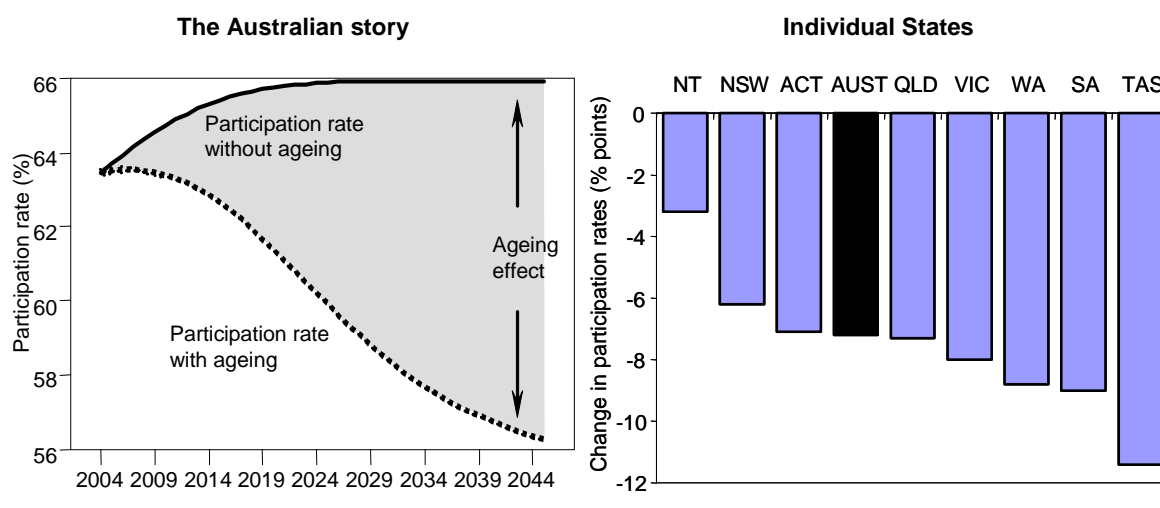 The Australian story
Participation rate (%)
66
64
62
60
58
56
Participation rate
without ageing
Ageing
effect
Participation rate
with ageing
2004 2009 2014 2019 2024 2029 2034 2039 2044
Individual States
Change in participation rates (% points)
NT NSW ACT AUST QLD VIC WA SA TAS
0
-2
-4
-6
-8
-10
-12